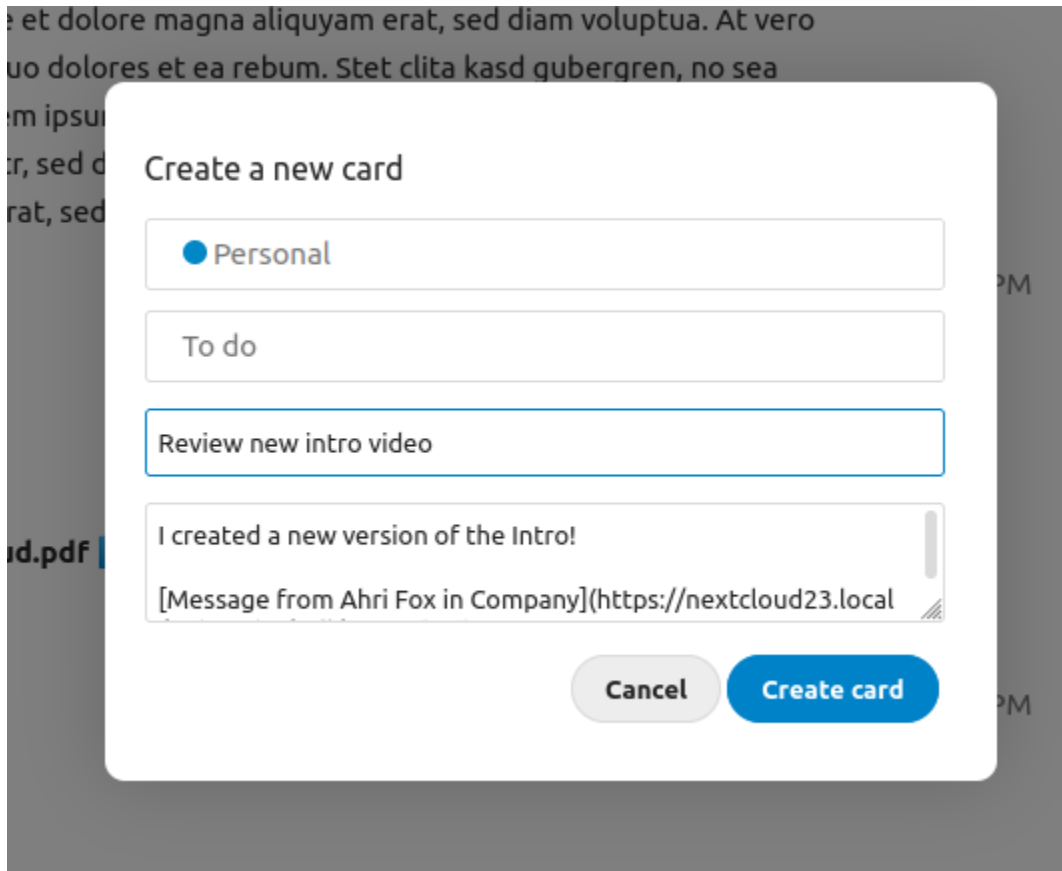 et dolore magna aliquyam erat, sed diam voluptua. At vero
uo dolores et ea rebum. Stet clita kasd gubergren, no sea
em ipsu
tr, sed d
rat, sed
Create a new card
Personal
PM
To do
Review new intro video
I created a new version of the Intro!
ud.pdf
[Message from Ahri Fox in Company](https://nextcloud23.local
Cancel
Create card
PM